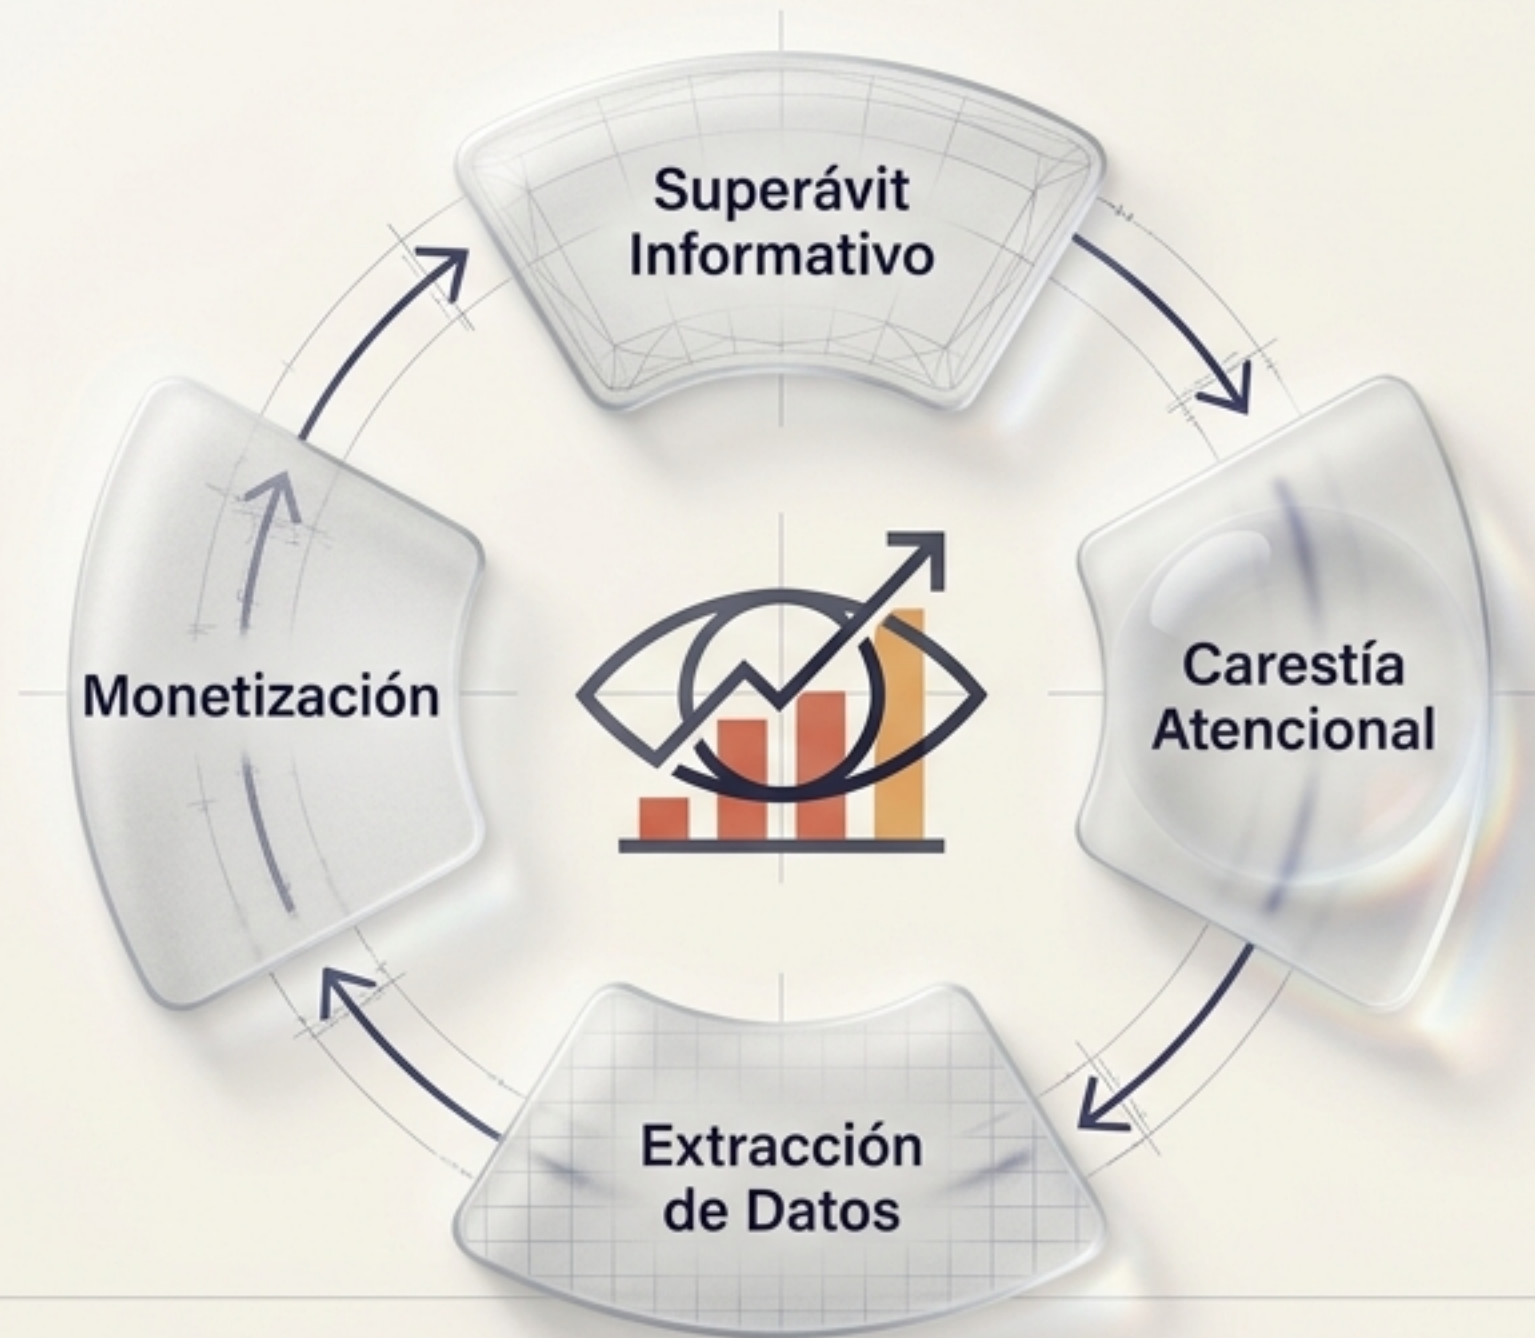 Superávit
Informativo
Carestía
Atencional
Monetización
Extracción
de Datos